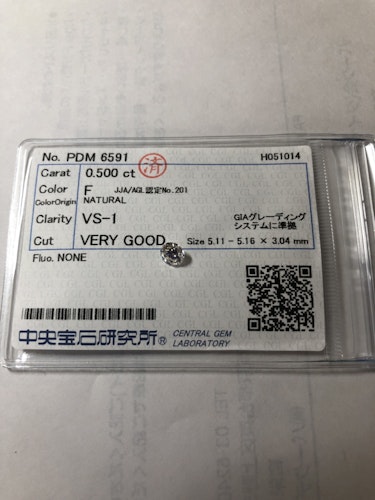 No. PDM 6591 済 H051014
Carat 0.500 ct
Color F JJA/AGL認定No.201
ColorOrigin NATURAL
Clarity VS-1 GIAグレーディング
システムに準拠
Cut VERY GOOD Size 5.11 - 5.16 × 3.04 mm
Fluo. NONE
中央宝石研究所® CENTRAL GEM
LABORATORY